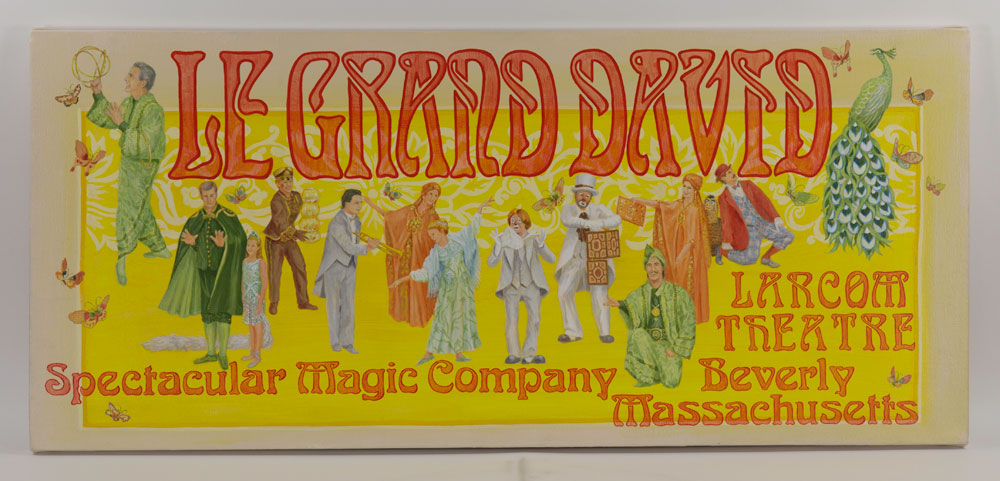 LE GRAND DAVID
LARCOM
THEATRE
Spectacular Magic Company
Beverly
Massachusetts